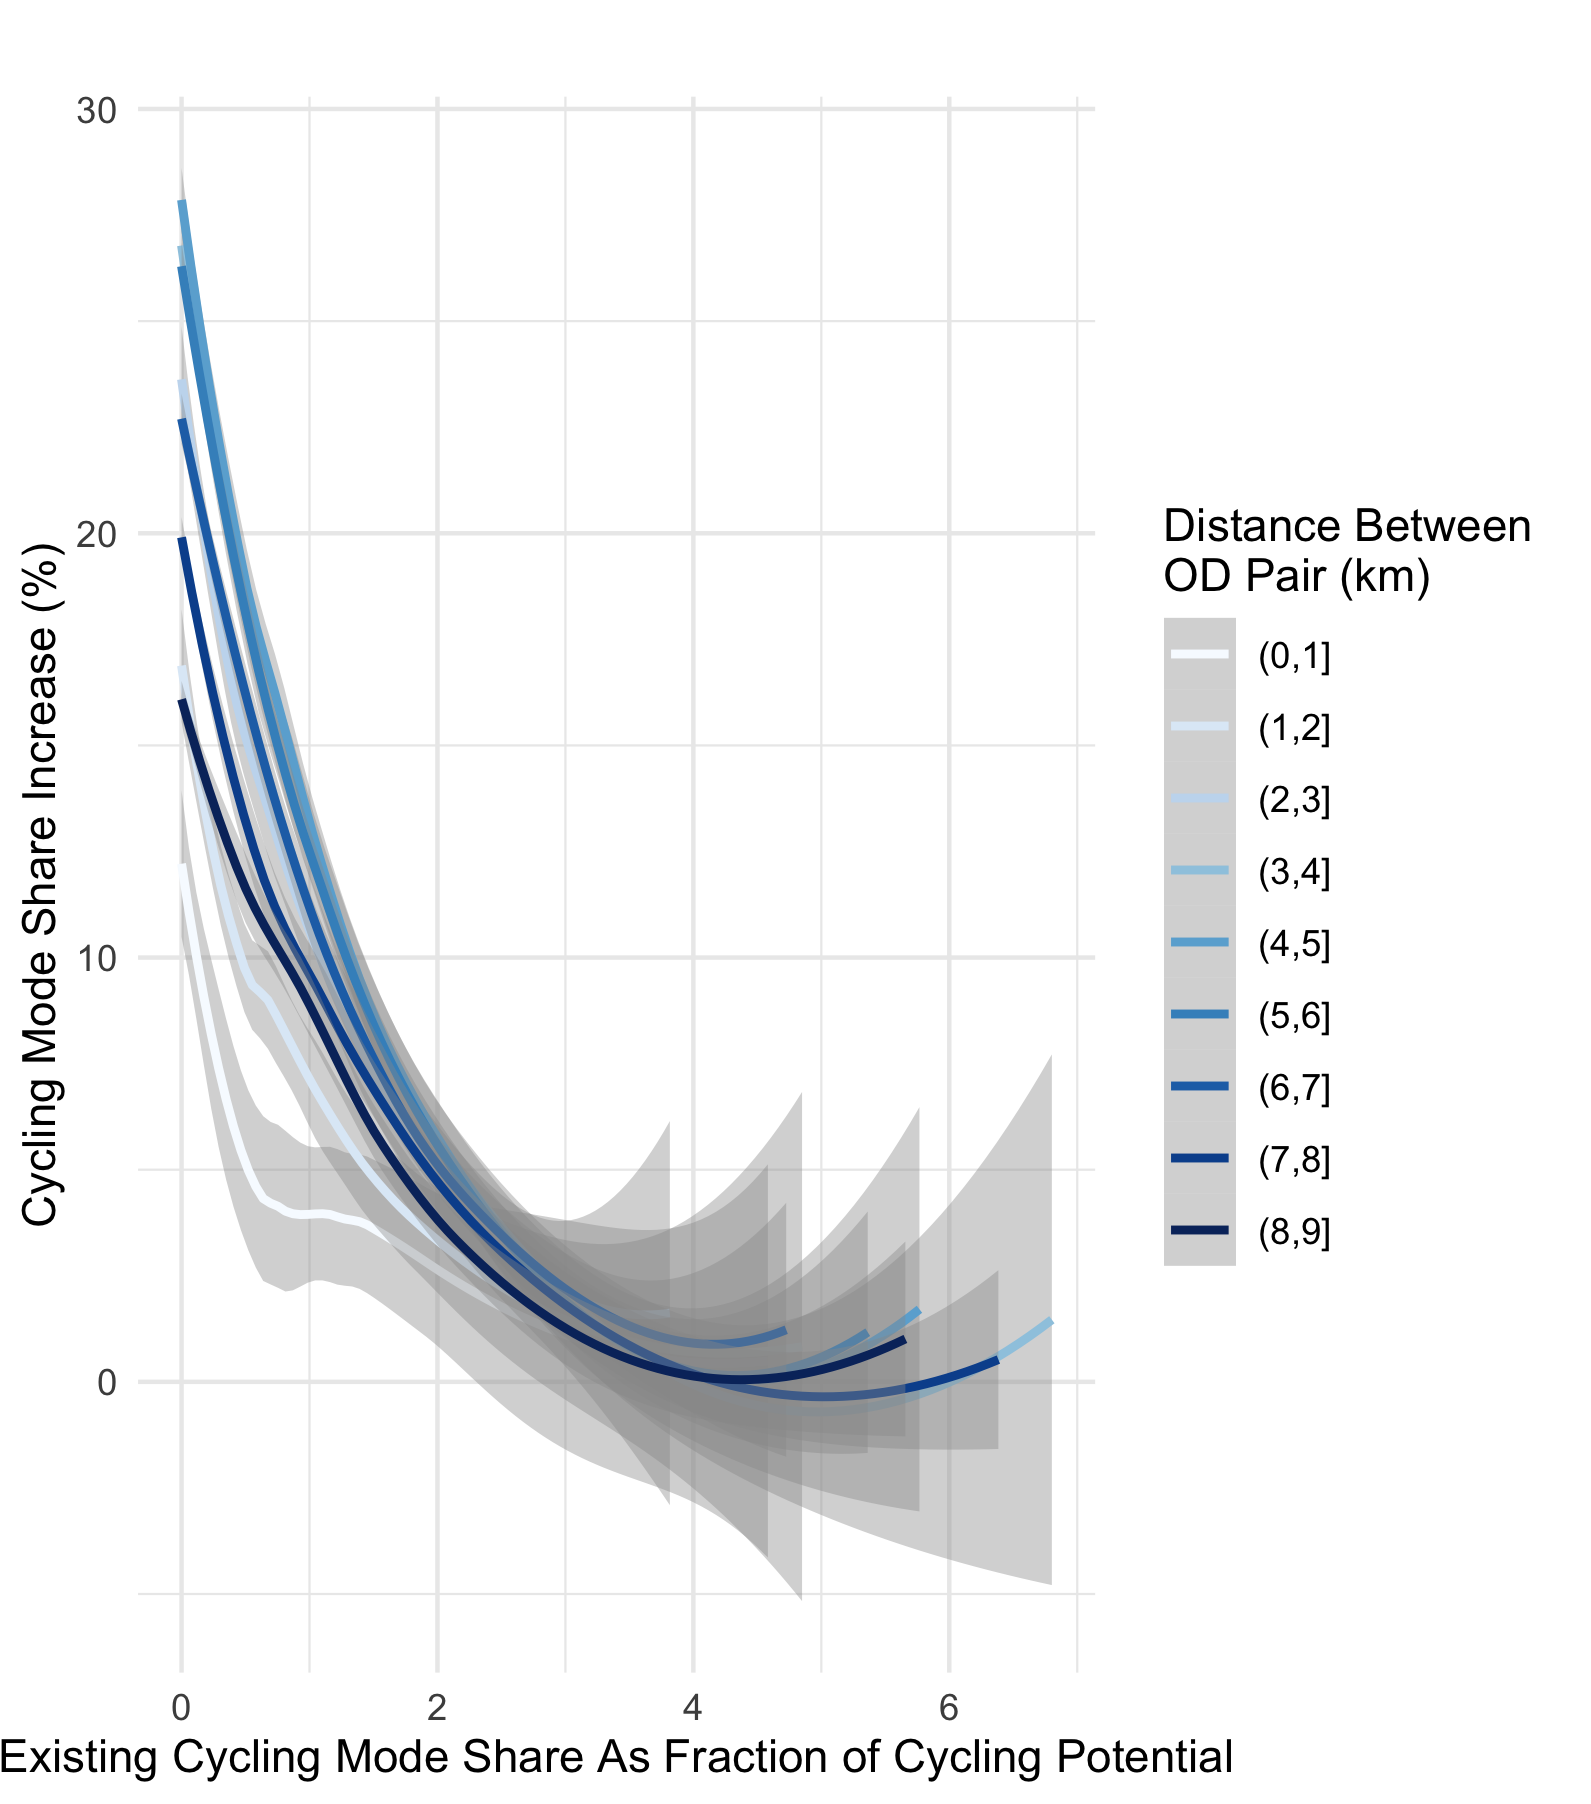 30
20
10
0
Cycling Mode Share Increase (%)
0 2 4 6
Existing Cycling Mode Share As Fraction of Cycling Potential
Distance Between
OD Pair (km)
(0,1]
(1,2]
(2,3]
(3,4]
(4,5]
(5,6]
(6,7]
(7,8]
(8,9]